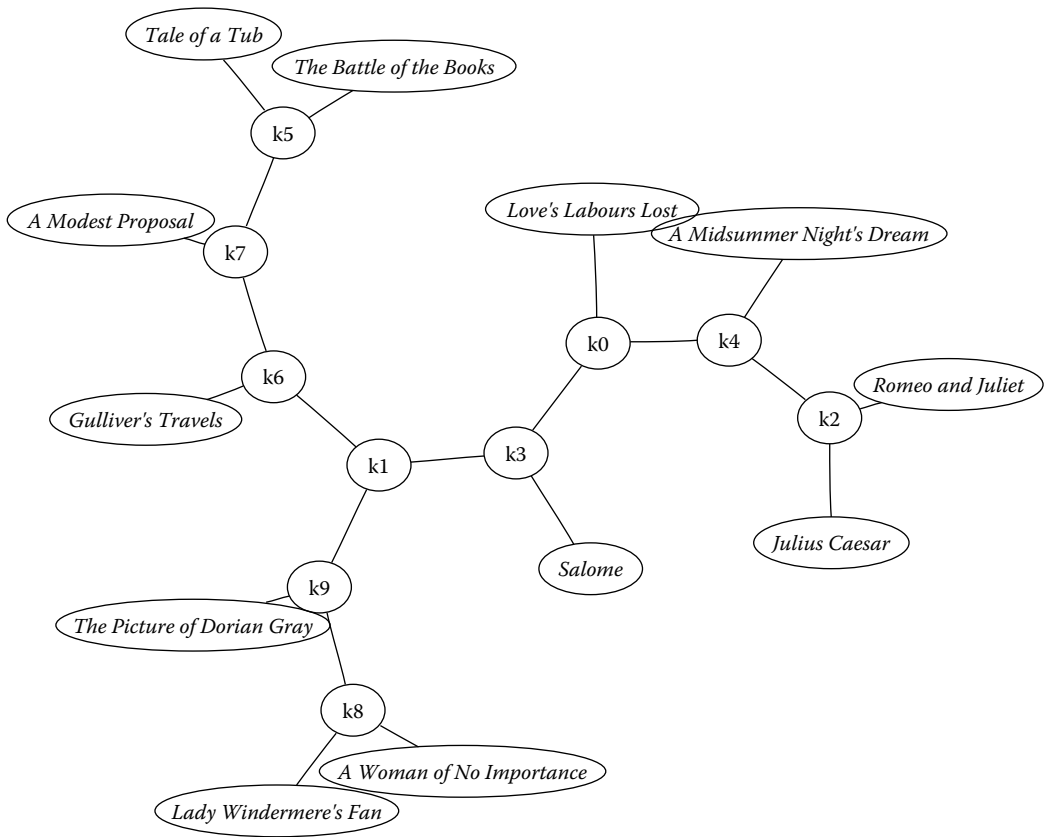 Tale of a Tub
The Battle of the Books
k5
Love's Labours Lost
A Modest Proposal
A Midsummer Night's Dream
k7
k0
k4
k6
Romeo and Juliet
Gulliver's Travels
k2
k1
k3
Julius Caesar
Salome
k9
The Picture of Dorian Gray
k8
A Woman of No Importance
Lady Windermere's Fan